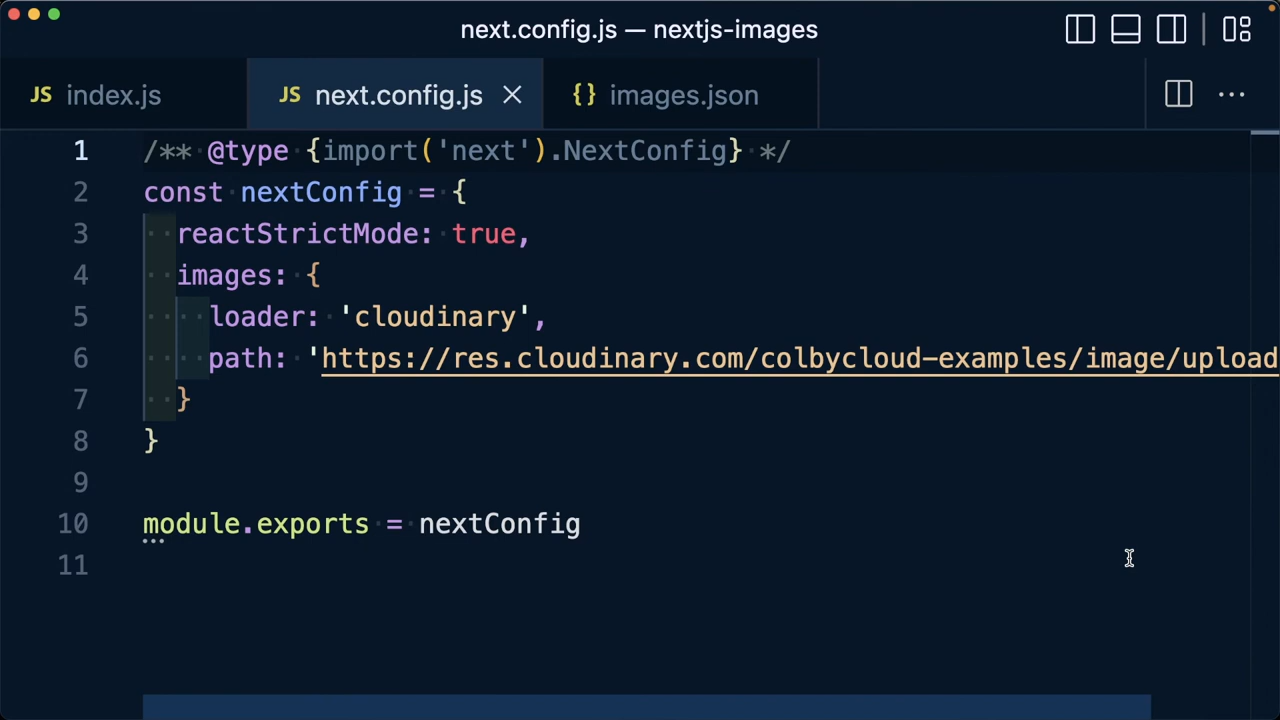 next.config.js — nextjs-images
JS index.js JS next.config.js {} images.json
1 /** @type {import('next').NextConfig} */
2 const nextConfig = {
3 reactStrictMode: true,
4 images: {
5 loader: 'cloudinary',
6 path: 'https://res.cloudinary.com/colbycloud-examples/image/upload
7 }
8 }
9
10 module.exports = nextConfig
11